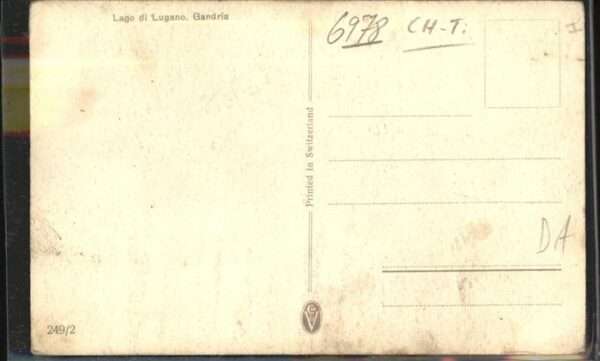 Lago di Lugano. Gandria
6978 CH-T.
Printed in Switzerland
DA
249/2